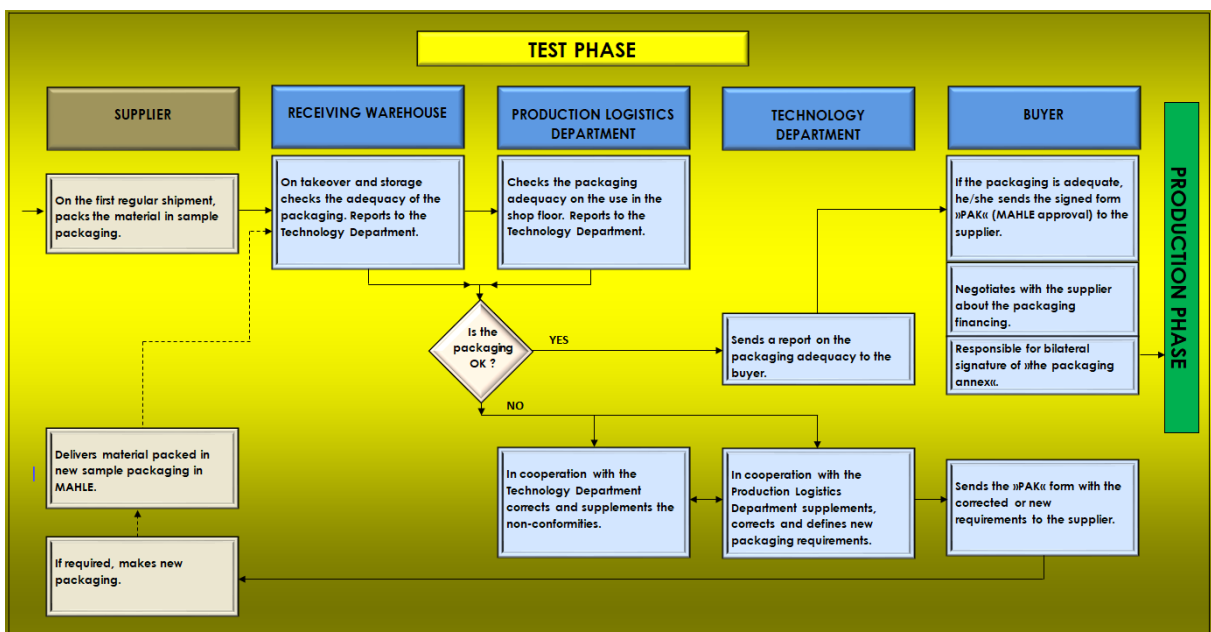 TEST PHASE
SUPPLIER
RECEIVING WAREHOUSE
PRODUCTION LOGISTICS
DEPARTMENT
TECHNOLOGY
DEPARTMENT
BUYER
PRODUCTION PHASE
On the first regular shipment,
packs the material in sample
packaging.
On takeover and storage
checks the adequacy of the
packaging. Reports to the
Technology Department.
Checks the packaging
adequacy on the use in the
shop floor. Reports to the
Technology Department.
If the packaging is adequate,
he/she sends the signed form
»PAK« (MAHLE approval) to the
supplier.
Negotiates with the supplier
about the packaging
financing.
Responsible for bilateral
signature of »the packaging
annex«.
Is the
packaging
OK ?
YES
Sends a report on the
packaging adequacy to the
buyer.
NO
Delivers material packed in
new sample packaging in
MAHLE.
In cooperation with the
Technology Department
corrects and supplements the
non-conformities.
In cooperation with the
Production Logistics
Department supplements,
corrects and defines new
packaging requirements.
Sends the »PAK« form with the
corrected or new
requirements to the supplier.
If required, makes new
packaging.